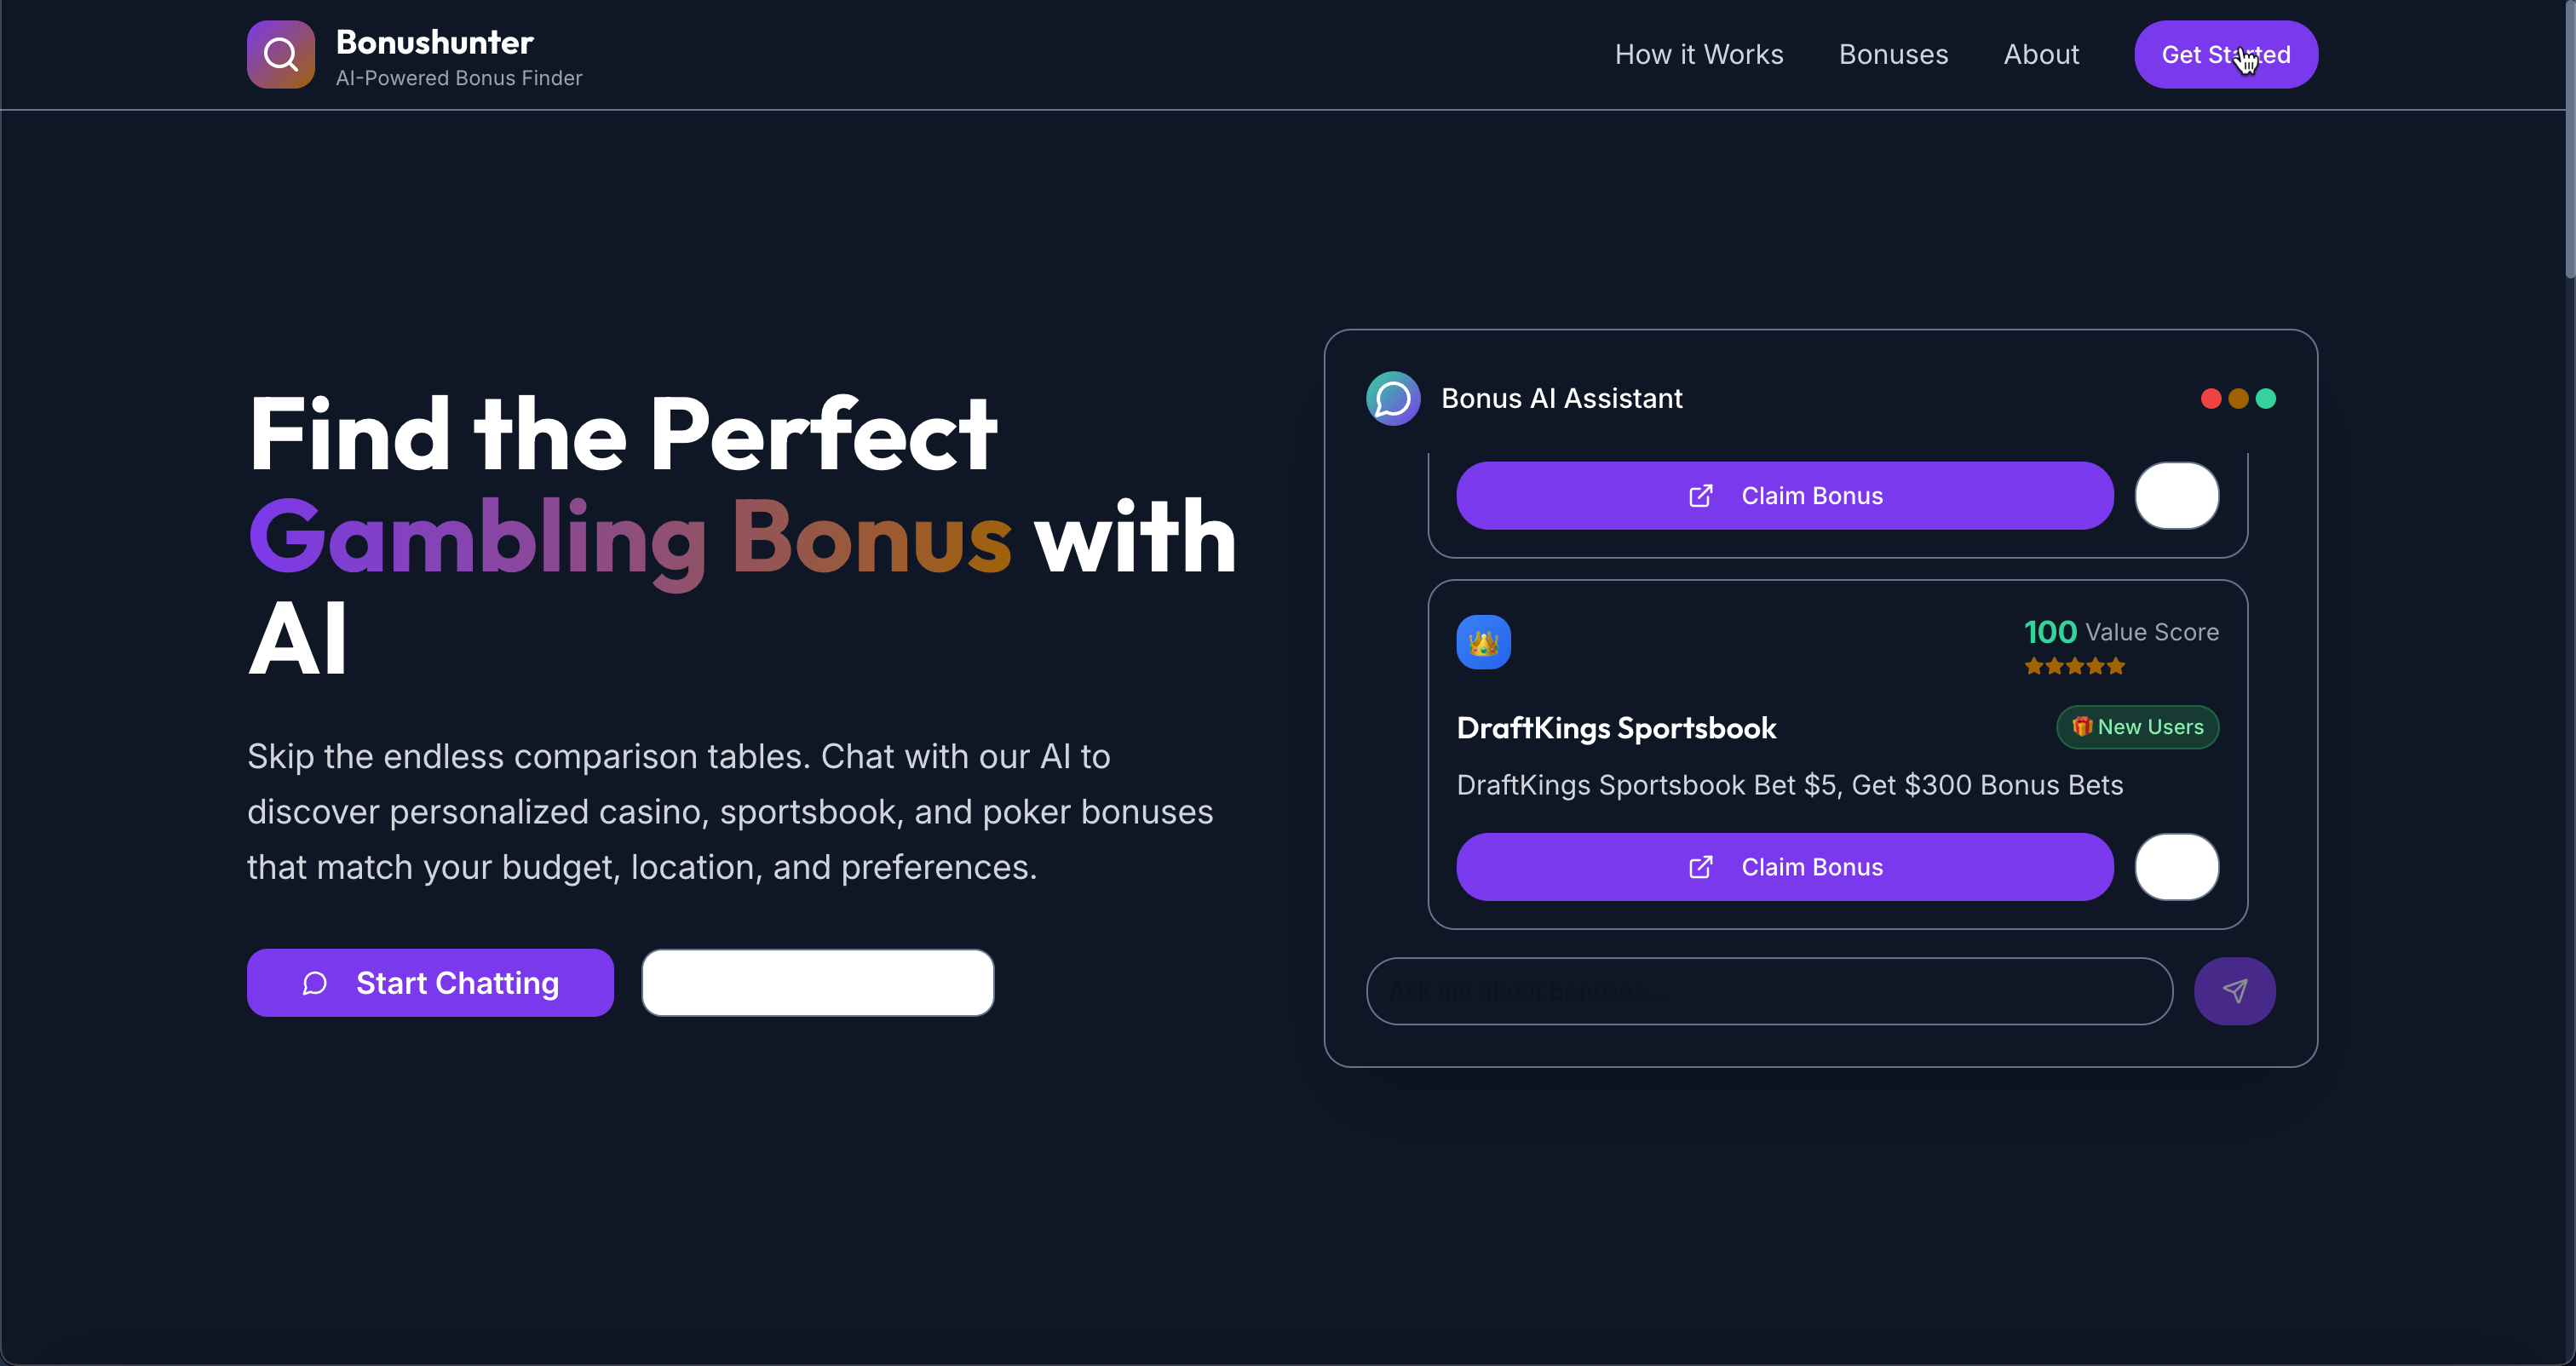 Bonushunter
AI-Powered Bonus Finder
How it Works
Bonuses
About
Get Started
Find the Perfect
Gambling Bonus with
AI
Skip the endless comparison tables. Chat with our AI to
discover personalized casino, sportsbook, and poker bonuses
that match your budget, location, and preferences.
Start Chatting
Bonus AI Assistant
Claim Bonus
100 Value Score
DraftKings Sportsbook
New Users
DraftKings Sportsbook Bet $5, Get $300 Bonus Bets
Claim Bonus
Ask me about bonuses...